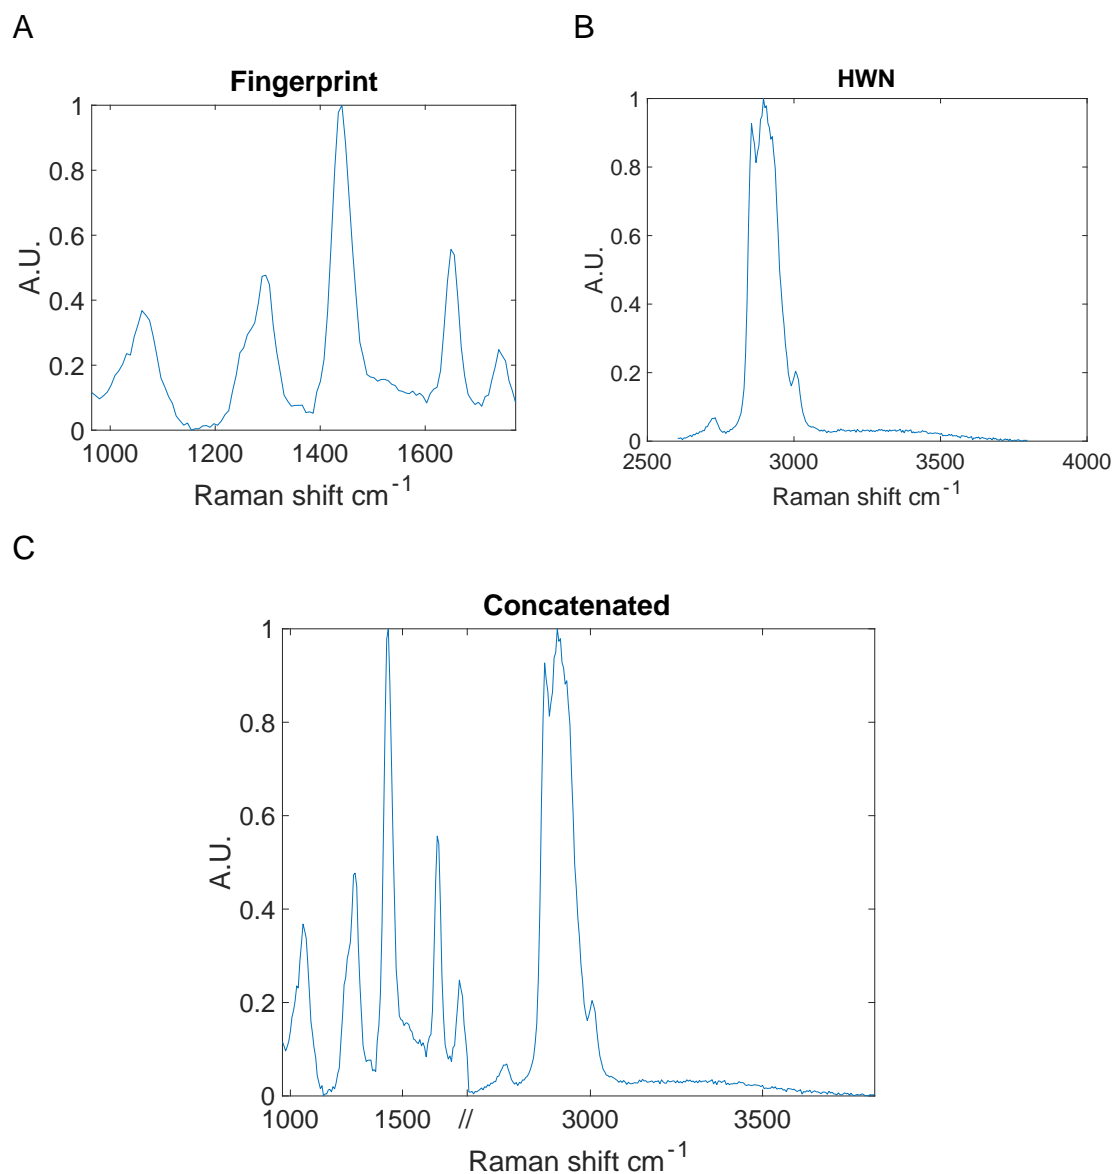 A
Fingerprint
1
0.8
0.6
0.4
0.2
0
A.U.
1000 1200 1400 1600
Raman shift cm-1
B
HWN
1
0.8
0.6
0.4
0.2
0
A.U.
2500 3000 3500 4000
Raman shift cm-1
C
Concatenated
1
0.8
0.6
0.4
0.2
0
A.U.
1000 1500 // 3000 3500
Raman shift cm-1